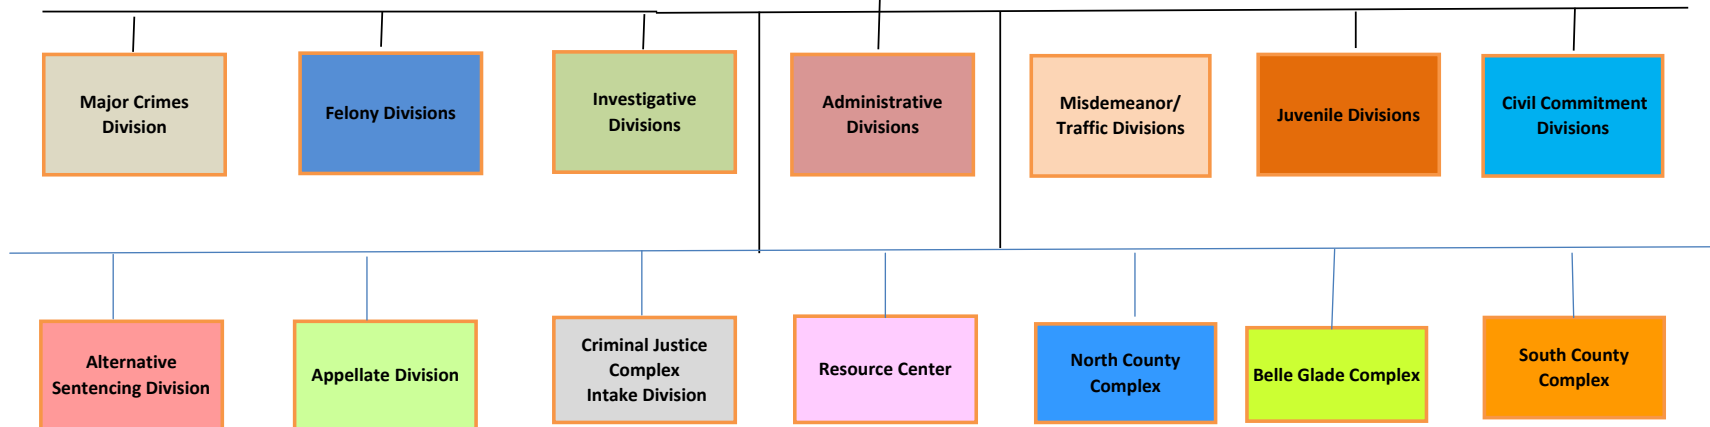 Major Crimes
Division
Felony Divisions
Investigative
Divisions
Administrative
Divisions
Misdemeanor/
Traffic Divisions
Juvenile Divisions
Civil Commitment
Divisions
Alternative
Sentencing Division
Appellate Division
Criminal Justice
Complex
Intake Division
Resource Center
North County
Complex
Belle Glade Complex
South County
Complex